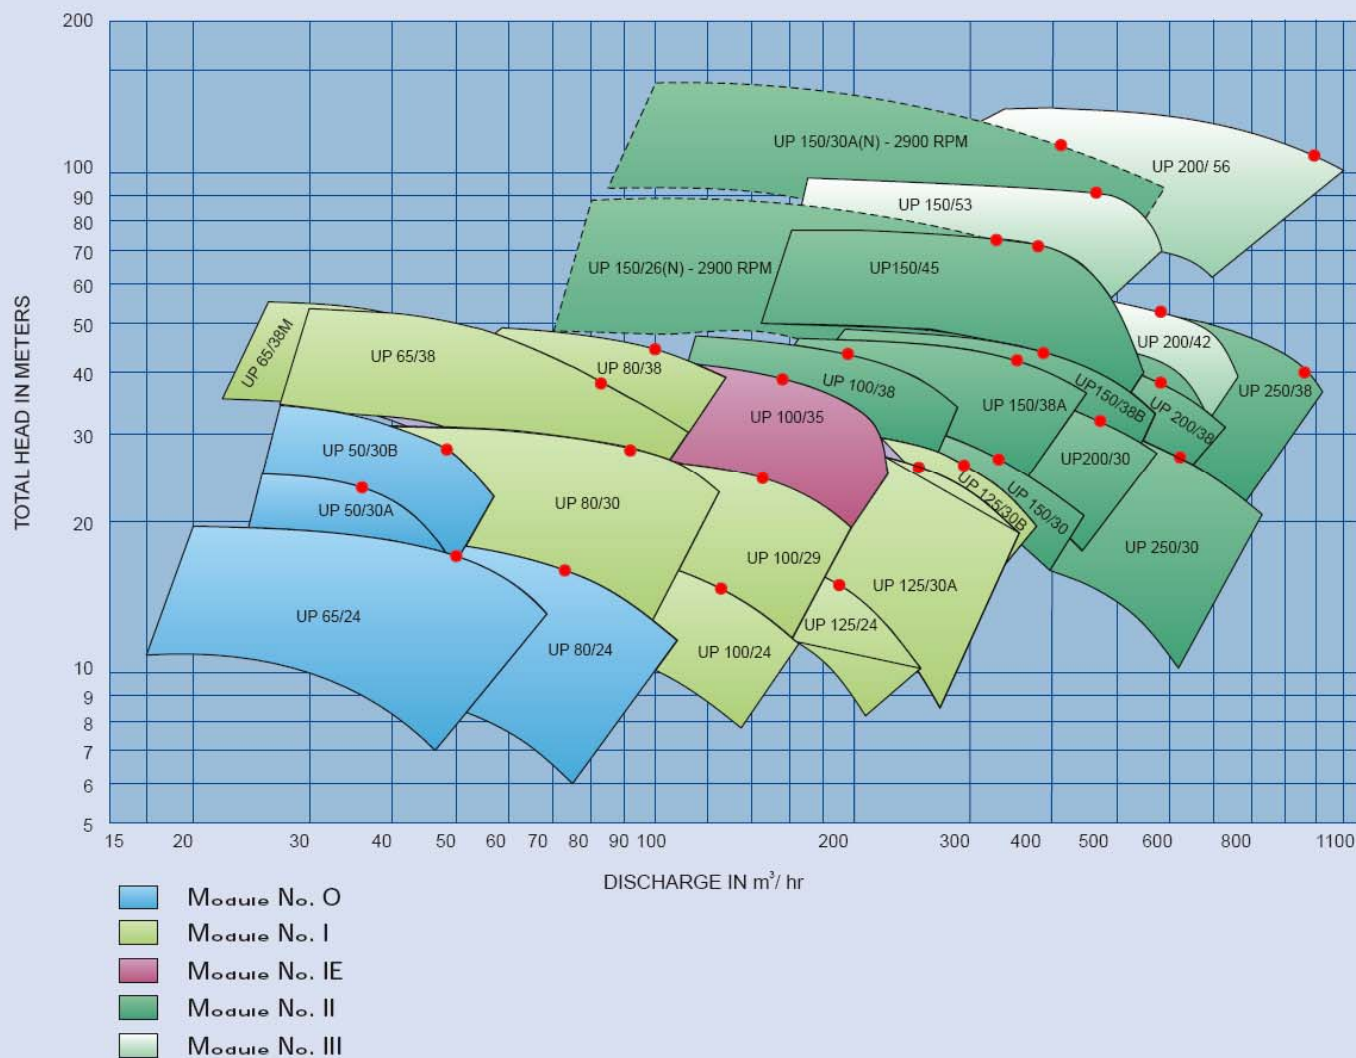 200
100
90
80
70
60
50
40
30
20
10
9
8
7
6
5
TOTAL HEAD IN METERS
UP 150/30A(N) - 2900 RPM
UP 200/ 56
UP 150/53
UP 150/26(N) - 2900 RPM
UP150/45
UP 65/38M
UP 65/38
UP 80/38
UP 200/42
UP 250/38
UP 100/38
UP150/38B
UP 150/38A
UP 200/38
UP 100/35
UP 50/30B
UP200/30
UP 50/30A
UP 80/30
UP 125/30B
UP 150/30
UP 250/30
UP 100/29
UP 125/30A
UP 65/24
UP 125/24
UP 80/24
UP 100/24
15 20 30 40 50 60 70 80 90 100 200 300 400 500 600 800 1100
DISCHARGE IN m³/ hr
Module No. O
Module No. I
Module No. IE
Module No. II
Module No. III